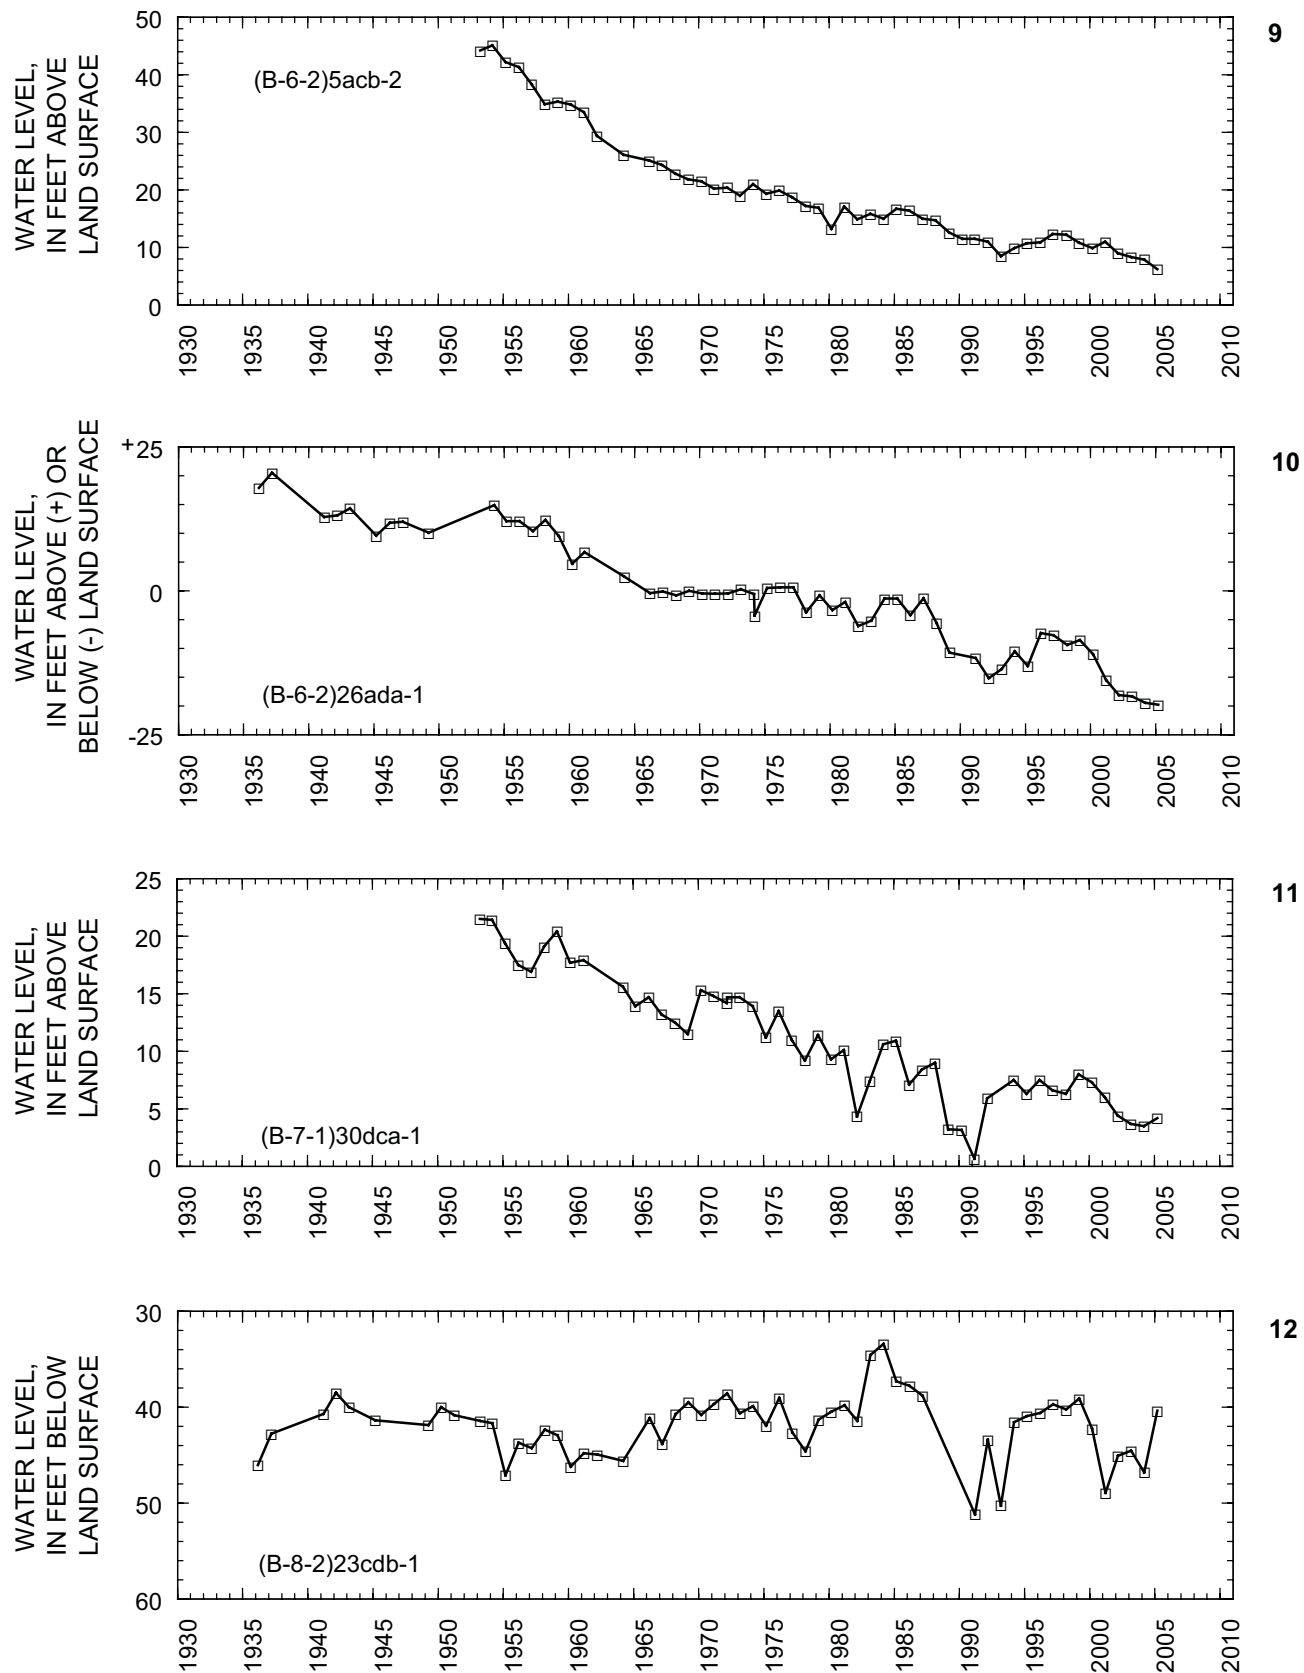 9
WATER LEVEL,
IN FEET ABOVE
LAND SURFACE
50
40
30
20
10
0
(B-6-2)5acb-2
1930 1935 1940 1945 1950 1955 1960 1965 1970 1975 1980 1985 1990 1995 2000 2005 2010
10
WATER LEVEL,
IN FEET ABOVE (+) OR
BELOW (-) LAND SURFACE
+25
0
-25
(B-6-2)26ada-1
1930 1935 1940 1945 1950 1955 1960 1965 1970 1975 1980 1985 1990 1995 2000 2005 2010
11
WATER LEVEL,
IN FEET ABOVE
LAND SURFACE
25
20
15
10
5
0
(B-7-1)30dca-1
1930 1935 1940 1945 1950 1955 1960 1965 1970 1975 1980 1985 1990 1995 2000 2005 2010
12
WATER LEVEL,
IN FEET BELOW
LAND SURFACE
30
40
50
60
(B-8-2)23cdb-1
1930 1935 1940 1945 1950 1955 1960 1965 1970 1975 1980 1985 1990 1995 2000 2005 2010